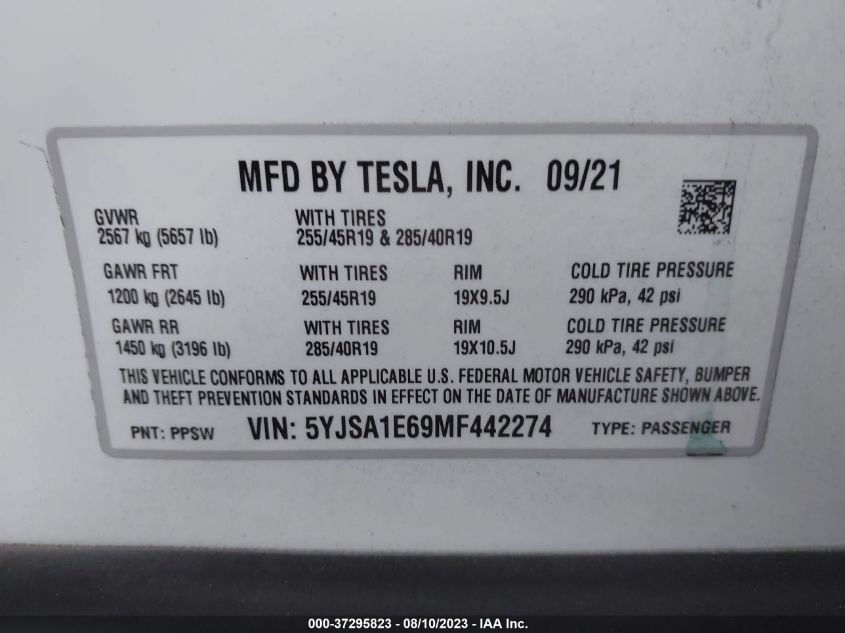 MFD BY TESLA, INC. 09/21
GVWR WITH TIRES
2567 kg (5657 lb) 255/45R19 & 285/40R19
GAWR FRT WITH TIRES RIM COLD TIRE PRESSURE
1200 kg (2645 lb) 255/45R19 19X9.5J 290 kPa, 42 psi
GAWR RR WITH TIRES RIM COLD TIRE PRESSURE
1450 kg (3196 lb) 285/40R19 19X10.5J 290 kPa, 42 psi
THIS VEHICLE CONFORMS TO ALL APPLICABLE U.S. FEDERAL MOTOR VEHICLE SAFETY, BUMPER
AND THEFT PREVENTION STANDARDS IN EFFECT ON THE DATE OF MANUFACTURE SHOWN ABOVE.
PNT: PPSW VIN: 5YJSA1E69MF442274 TYPE: PASSENGER
000-37295823 - 08/10/2023 - IAA Inc.